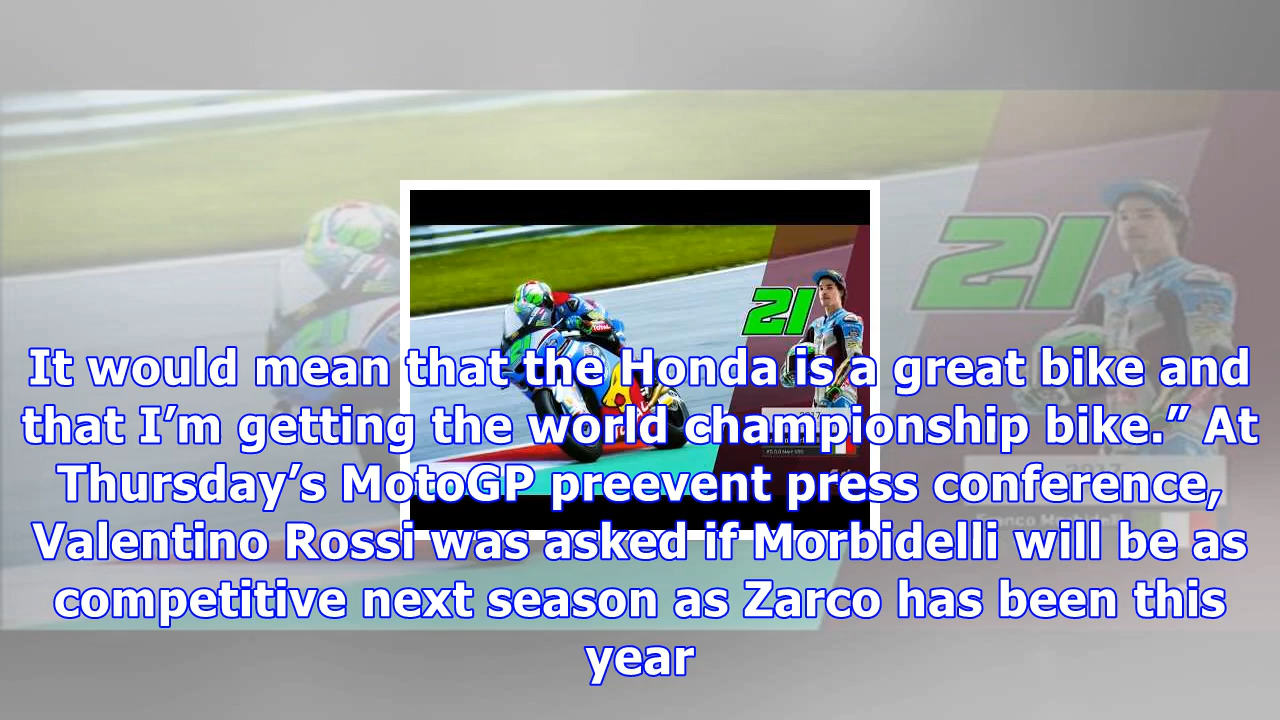 21
21
It would mean that the Honda is a great bike and
that I’m getting the world championship bike.” At
Thursday’s MotoGP preevent press conference,
Valentino Rossi was asked if Morbidelli will be as
competitive next season as Zarco has been this
year
2017